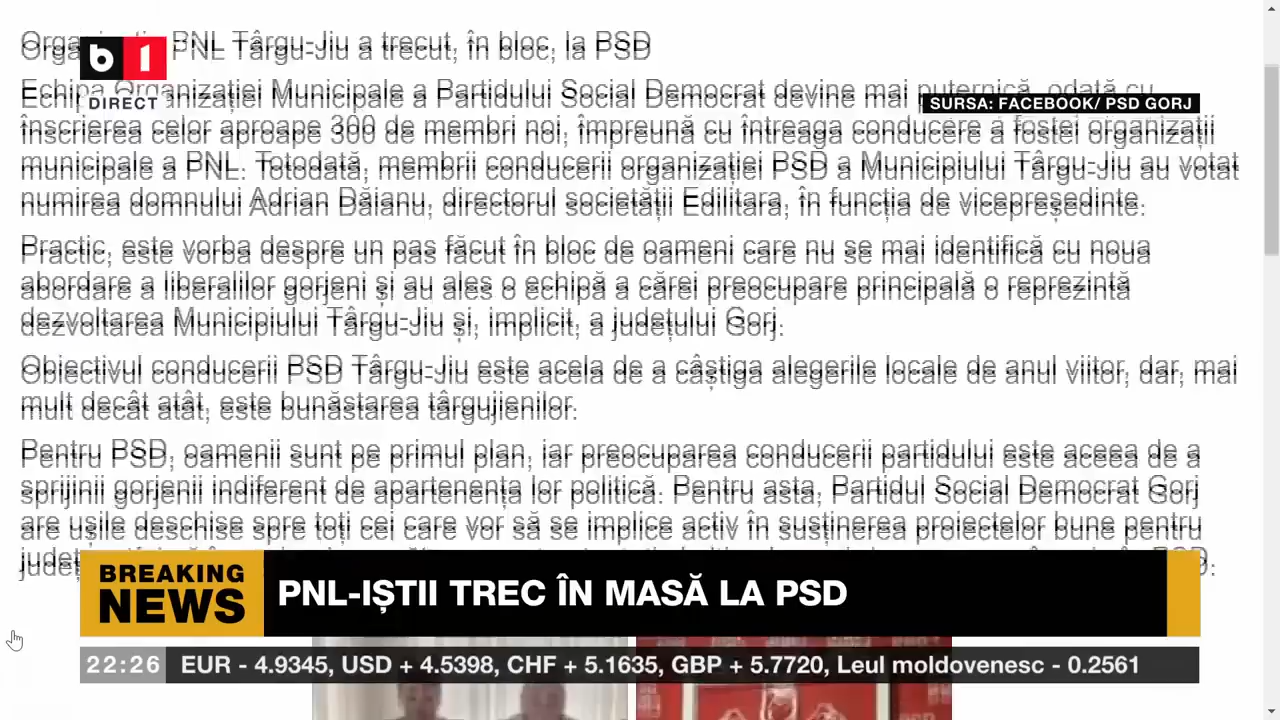 Organizația PNL Târgu-Jiu a trecut, în bloc, la PSD
b1
DIRECT
SURSA: FACEBOOK/ PSD GORJ
Echipa Organizației Municipale a Partidului Social Democrat devine mai puternică, odată cu
înscrierea celor aproape 300 de membri noi, împreună cu întreaga conducere a fostei organizații
municipale a PNL. Totodată, membrii conducerii organizației PSD a Municipiului Târgu-Jiu au votat
numirea domnului Adrian Dăianu, directorul societății Edilitara, în funcția de vicepreședinte.
Practic, este vorba despre un pas făcut în bloc de oameni care nu se mai identifică cu noua
abordare a liberalilor gorjeni și au ales o echipă a cărei preocupare principală o reprezintă
dezvoltarea Municipiului Târgu-Jiu și, implicit, a județului Gorj.
Obiectivul conducerii PSD Târgu-Jiu este acela de a câștiga alegerile locale de anul viitor, dar, mai
mult decât atât, este bunăstarea târgujienilor.
Pentru PSD, oamenii sunt pe primul plan, iar preocuparea conducerii partidului este aceea de a
sprijinii gorjenii indiferent de apartenența lor politică. Pentru asta, Partidul Social Democrat Gorj
are ușile deschise spre toți cei care vor să se implice activ în susținerea proiectelor bune pentru
BREAKING
NEWS
PNL-IȘTII TREC ÎN MASĂ LA PSD
22:26 EUR - 4.9345, USD + 4.5398, CHF + 5.1635, GBP + 5.7720, Leul moldovenesc - 0.2561